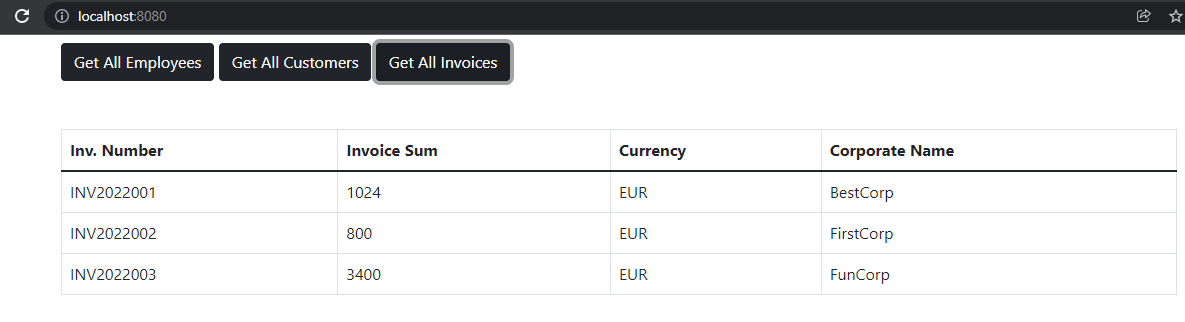 localhost:8080
Get All Employees Get All Customers Get All Invoices
Inv. Number Invoice Sum Currency Corporate Name
INV2022001 1024 EUR BestCorp
INV2022002 800 EUR FirstCorp
INV2022003 3400 EUR FunCorp